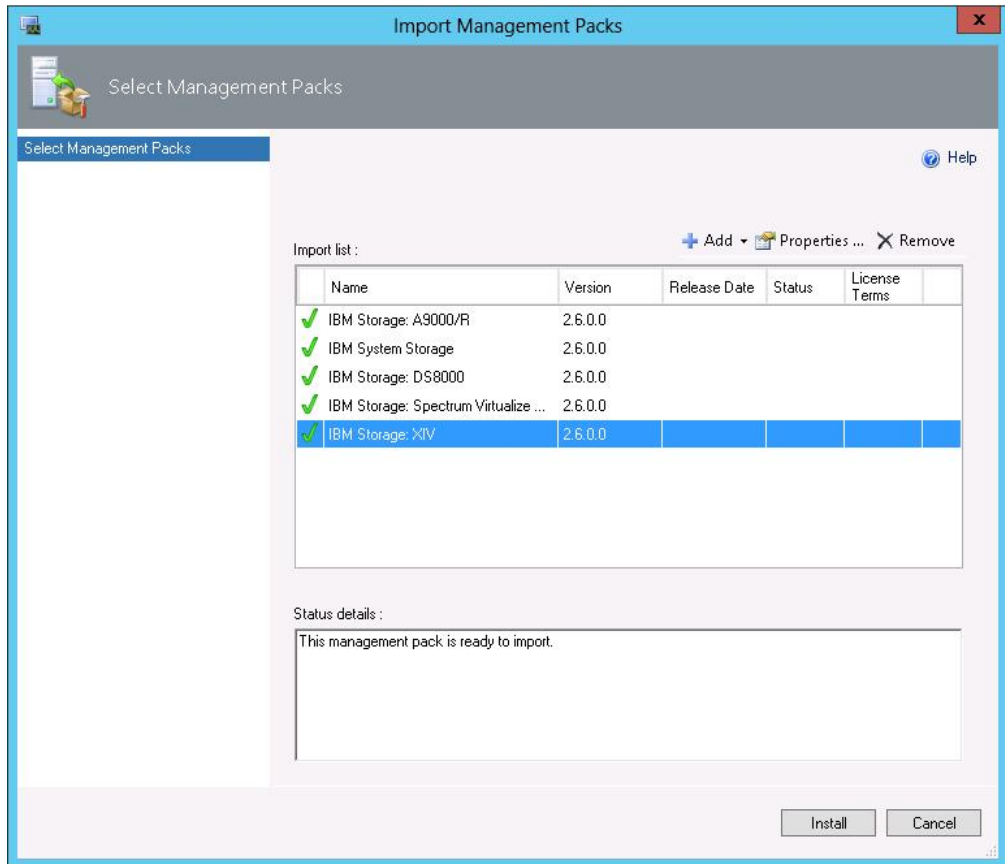 Import Management Packs
x
Select Management Packs
Select Management Packs
Help
Import list :
Add Properties ... Remove
Name Version Release Date Status License Terms
IBM Storage: A9000/R 2.6.0.0
IBM System Storage 2.6.0.0
IBM Storage: DS8000 2.6.0.0
IBM Storage: Spectrum Virtualize ... 2.6.0.0
IBM Storage: XIV 2.6.0.0
Status details :
This management pack is ready to import.
Install Cancel